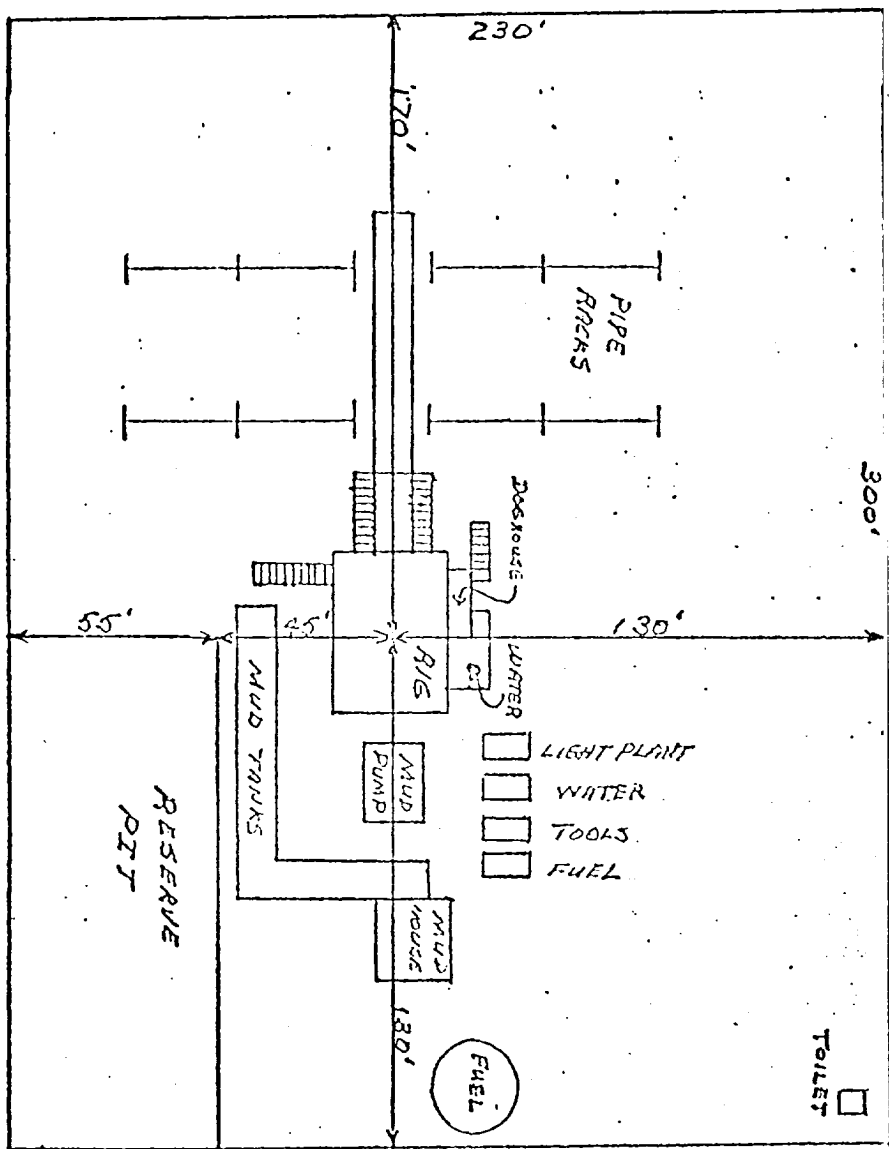 230'
170'
PIPE
RACKS
300'
DOGHOUSE
55'
45'
130'
RIG
WATER
MUD TANKS
MUD
PUMP
LIGHT PLANT
WATER
TOOLS
FUEL
RESERVE
PIT
MUD
HOUSE
130'
FUEL
TOILET